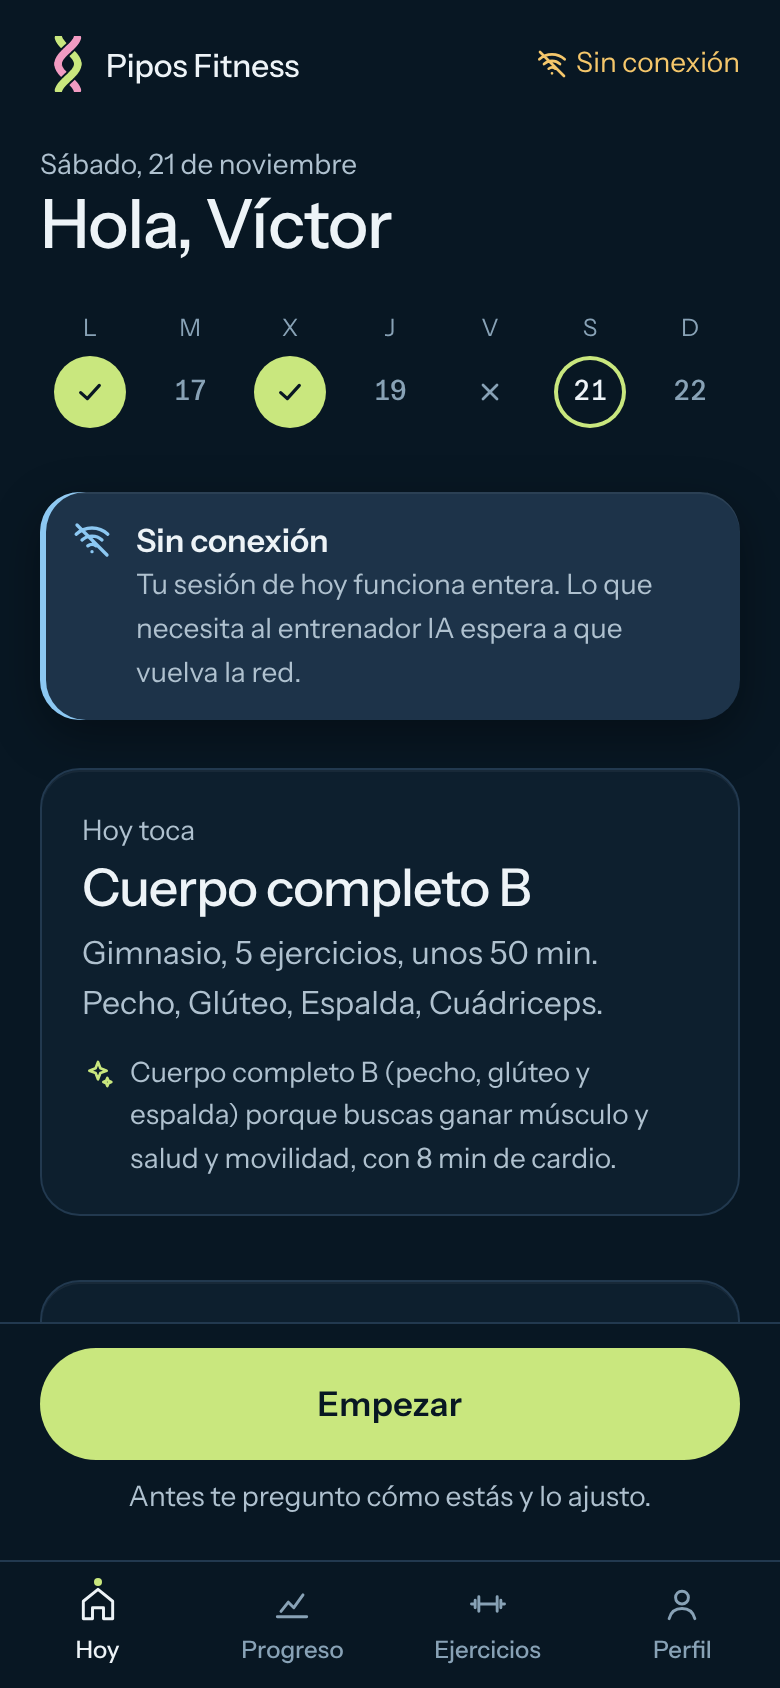 Pipos Fitness
Sin conexión
Sábado, 21 de noviembre
Hola, Víctor
L M X J V S D
17 19 21 22
Sin conexión
Tu sesión de hoy funciona entera. Lo que
necesita al entrenador IA espera a que
vuelva la red.
Hoy toca
Cuerpo completo B
Gimnasio, 5 ejercicios, unos 50 min.
Pecho, Glúteo, Espalda, Cuádriceps.
Cuerpo completo B (pecho, glúteo y
espalda) porque buscas ganar músculo y
salud y movilidad, con 8 min de cardio.
Empezar
Antes te pregunto cómo estás y lo ajusto.
Hoy Progreso Ejercicios Perfil